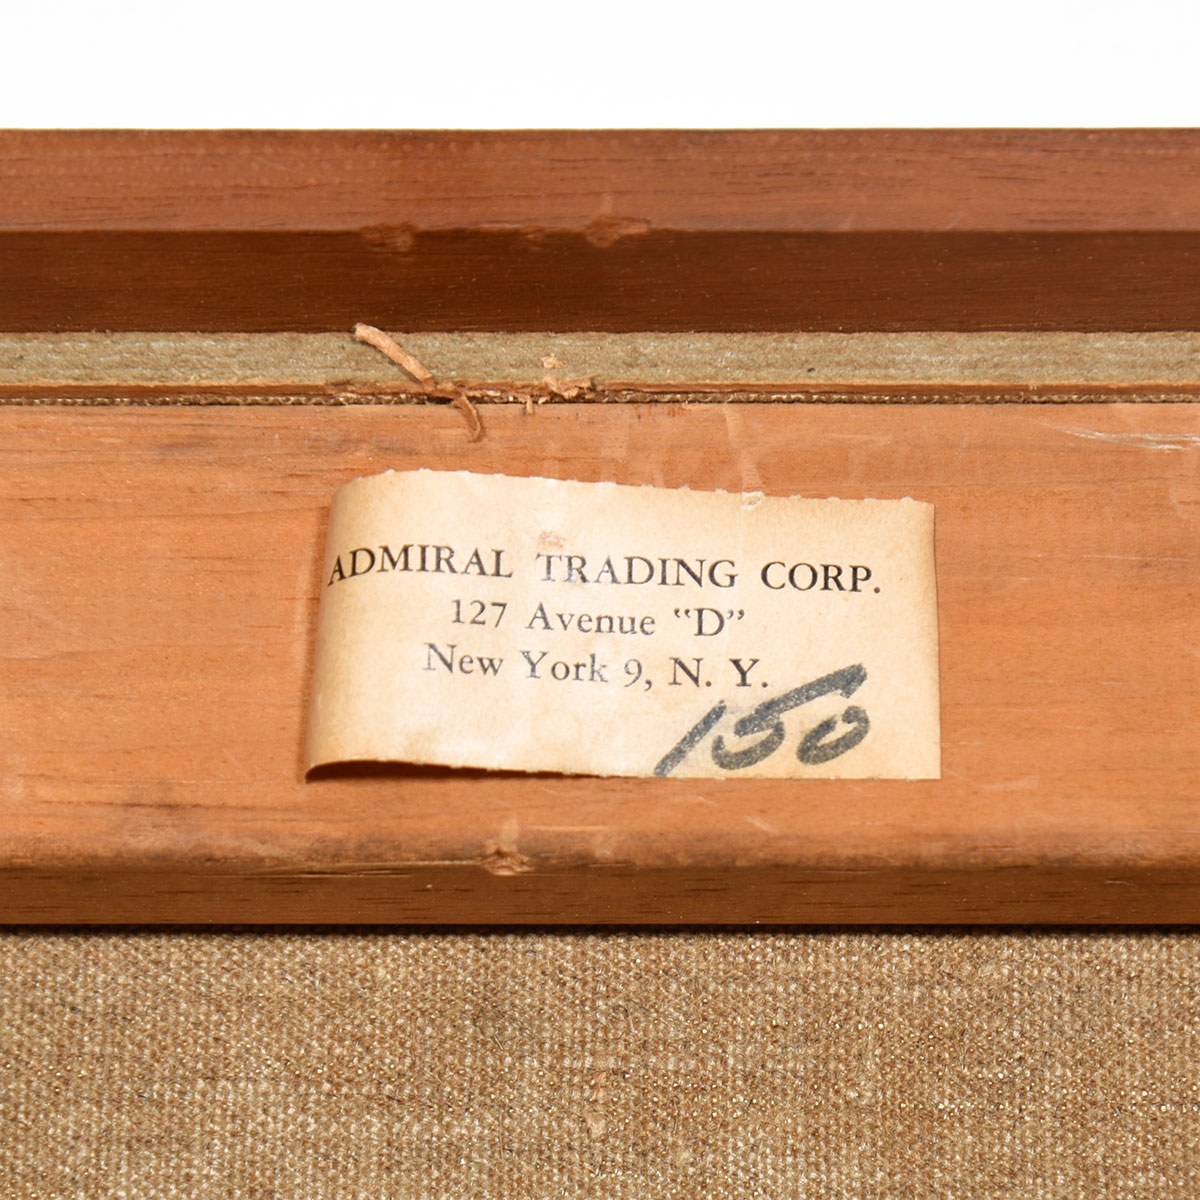 ADMIRAL TRADING CORP.
127 Avenue “D”
New York 9, N. Y.
150